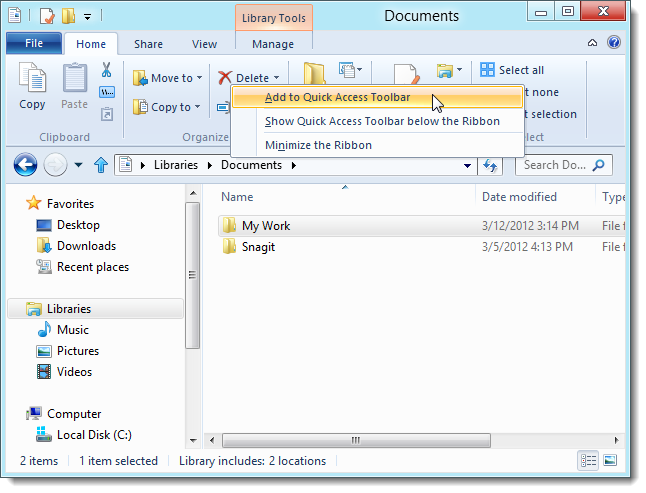 Library Tools
Documents
File
Home
Share
View
Manage
Copy
Paste
Move to
Copy to
Delete
Select all
none
selection
Clipboard
Organize
lect
Add to Quick Access Toolbar
Show Quick Access Toolbar below the Ribbon
Minimize the Ribbon
Libraries
Documents
Search Do...
Name
Date modified
Type
Favorites
Desktop
Downloads
Recent places
Libraries
Music
Pictures
Videos
Computer
Local Disk (C:)
My Work
3/12/2012 3:14 PM
File f
Snagit
3/5/2012 4:13 PM
File f
2 items
1 item selected
Library includes: 2 locations